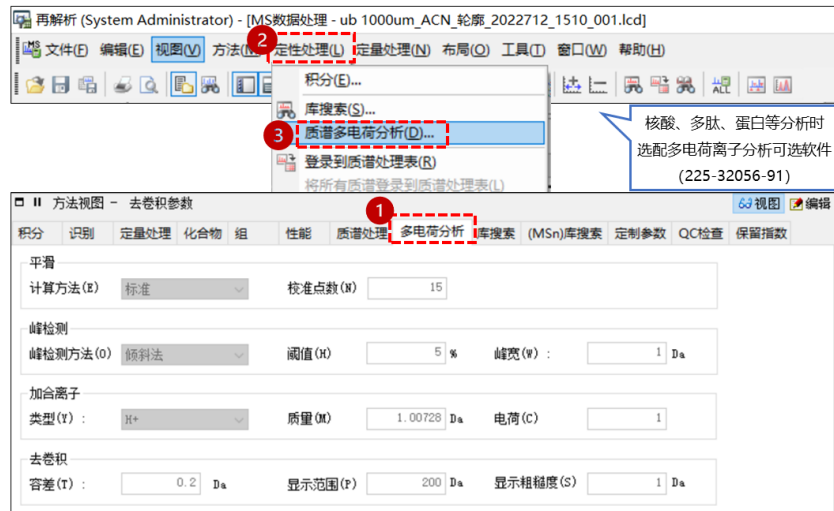 再解析 (System Administrator) - [MS数据处理 - ub 1000um_ACN_轮廓_2022712_1510_001.lcd]
文件(F) 编辑(E) 视图(V) 方法(M) 2 定性处理(L) 定量处理(N) 布局(O) 工具(T) 窗口(W) 帮助(H)
积分(E)...
库搜索(S)...
3 质谱多电荷分析(D)...
登录到质谱处理表(R)
将所有质谱登录到质谱处理表(L)
核酸、多肽、蛋白等分析时
选配多电荷离子分析可选软件
(225-32056-91)
方法视图 - 去卷积参数 1 视图 编辑
积分 识别 定量处理 化合物 组 性能 质谱处理 多电荷分析 库搜索 (MSn)库搜索 定制参数 QC检查 保留指数
平滑
计算方法(E) 标准 校准点数(N) 15
峰检测
峰检测方法(O) 倾斜法 阈值(H) 5 % 峰宽(W) : 1 Da
加合离子
类型(Y) : H+ 质量(M) 1.00728 Da 电荷(C) 1
去卷积
容差(T) : 0.2 Da 显示范围(P) 200 Da 显示粗糙度(S) 1 Da